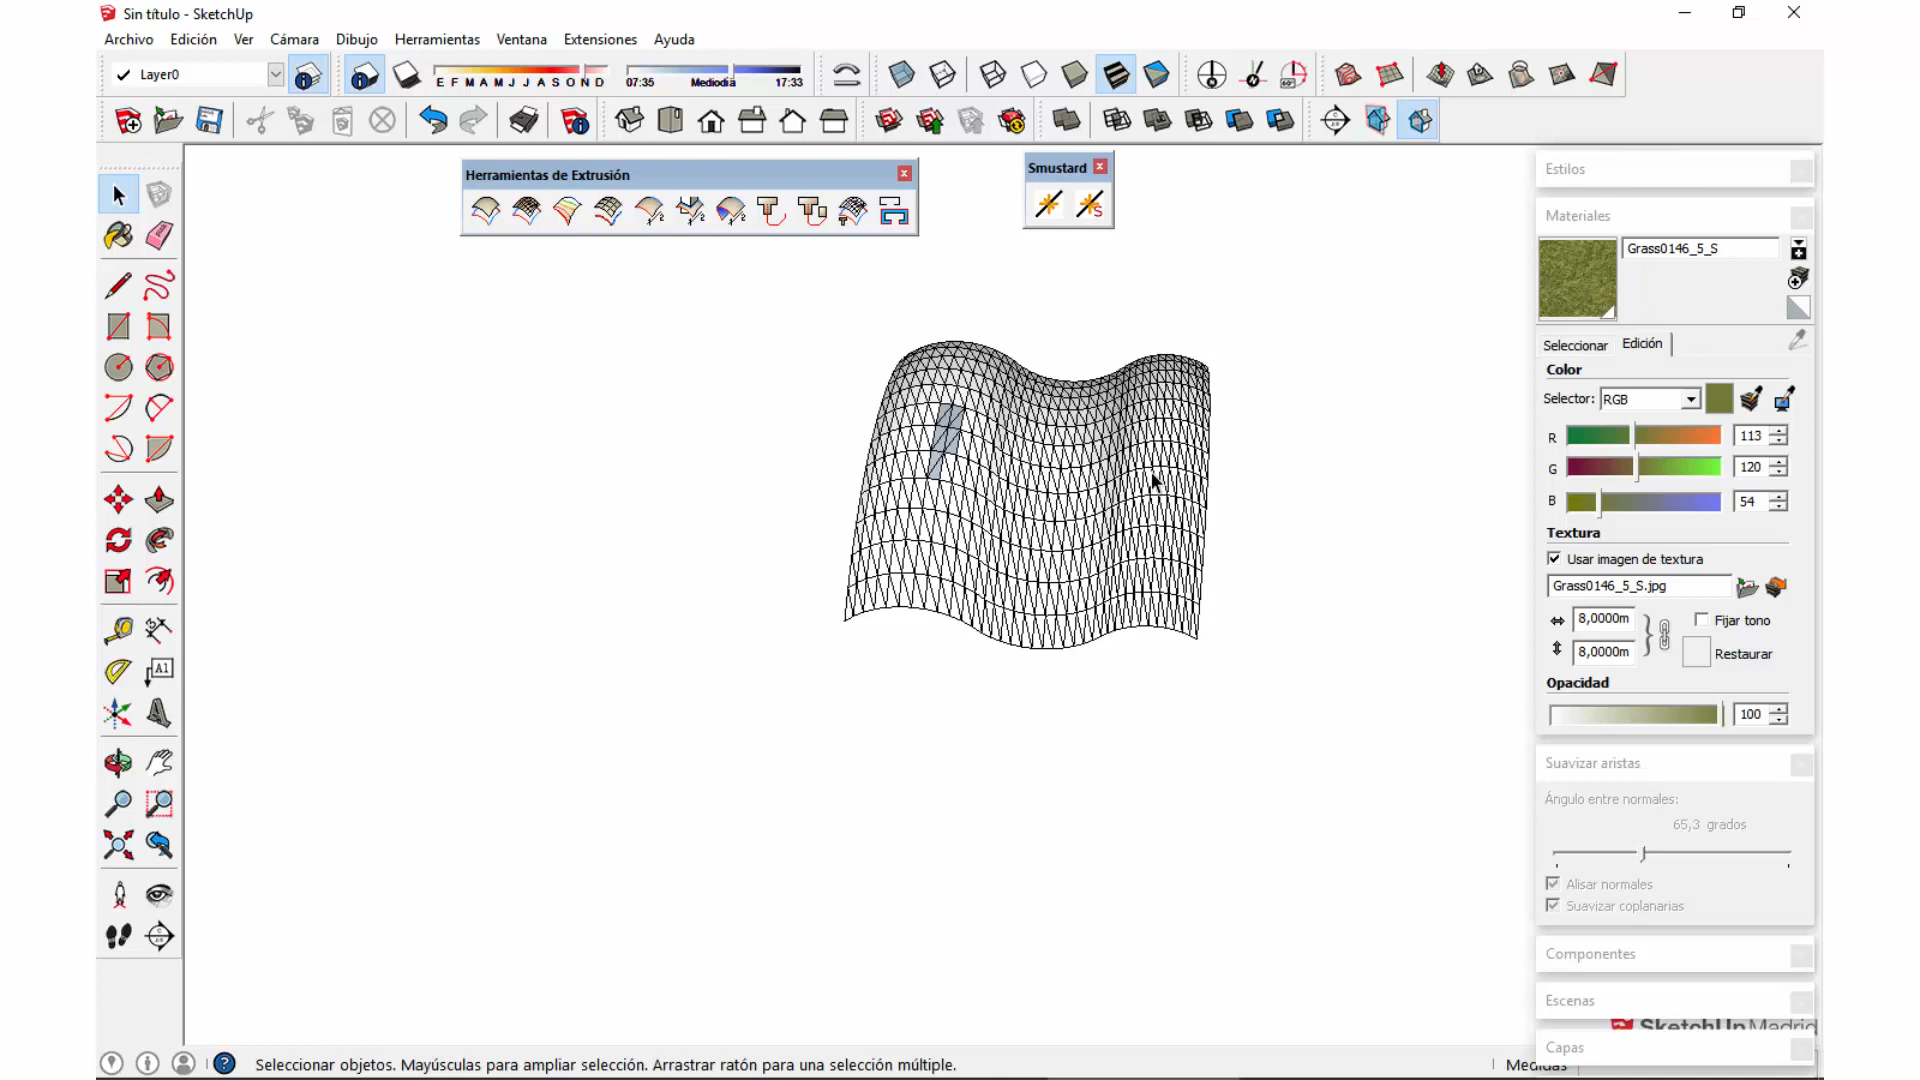 Sin título - SketchUp
Archivo Edición Ver Cámara Dibujo Herramientas Ventana Extensiones Ayuda
Layer0
E F M A M J J A S O N D
07:35 Mediodía 17:33
Herramientas de Extrusión
Smustard
A1
Estilos
Materiales
Grass0146_5_S
Seleccionar Edición
Color
Selector: RGB
R 113
G 120
B 54
Textura
Usar imagen de textura
Grass0146_5_S.jpg
8,0000m Fijar tono
8,0000m Restaurar
Opacidad
100
Suavizar aristas
Ángulo entre normales:
65,3 grados
Alisar normales
Suavizar coplanarias
Componentes
Escenas
SketchUpMadrid
Capas
Seleccionar objetos. Mayúsculas para ampliar selección. Arrastrar ratón para una selección múltiple.
Medidas